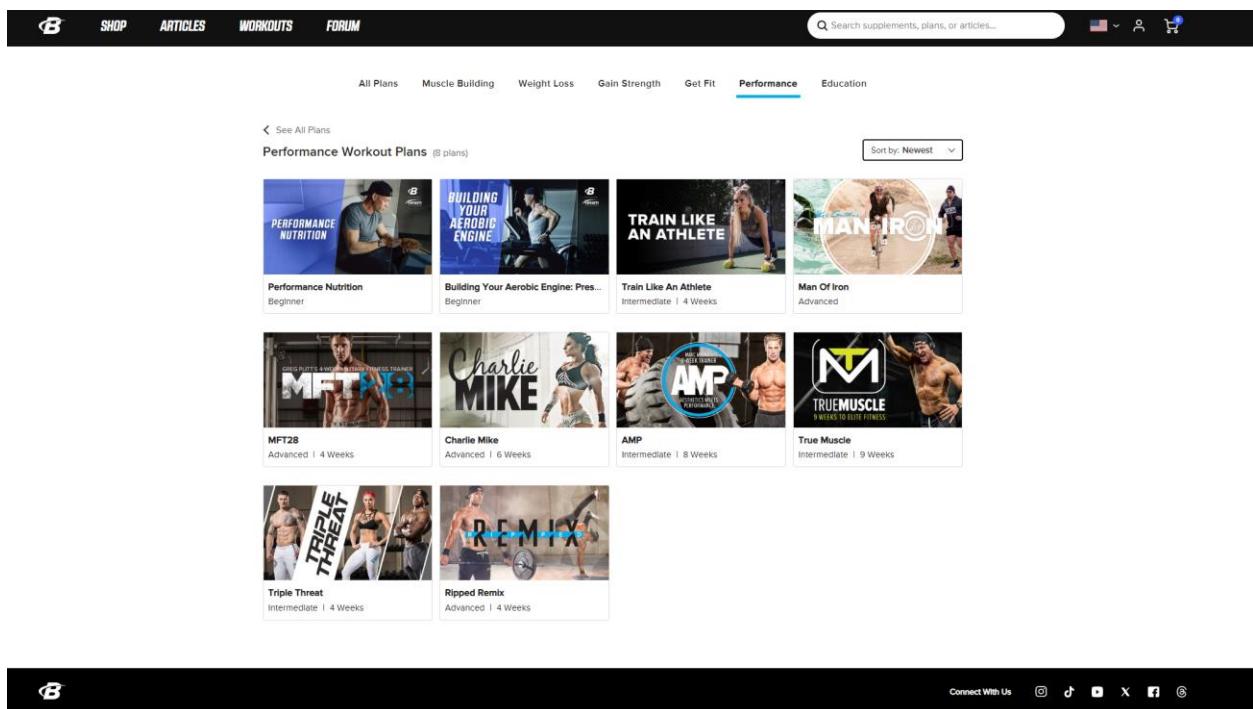 SHOP ARTICLES WORKOUTS FORUM Search supplements, plans, or articles... 0
All Plans Muscle Building Weight Loss Gain Strength Get Fit Performance Education
See All Plans
Performance Workout Plans (8 plans) Sort by: Newest
PERFORMANCE
NUTRITION
BUILDING
YOUR
AEROBIC
ENGINE
TRAIN LIKE
AN ATHLETE
MAN OF IRON
Performance Nutrition
Beginner
Building Your Aerobic Engine: Pres...
Beginner
Train Like An Athlete
Intermediate | 4 Weeks
Man Of Iron
Advanced
MFT28
Charlie
MIKE
AMP
AESTHETICS MEETS
PERFORMANCE
TM
TRUEMUSCLE
9 WEEKS TO ELITE FITNESS
MFT28
Advanced | 4 Weeks
Charlie Mike
Advanced | 6 Weeks
AMP
Intermediate | 8 Weeks
True Muscle
Intermediate | 9 Weeks
TRIPLE
THREAT
REMIX
Triple Threat
Intermediate | 4 Weeks
Ripped Remix
Advanced | 4 Weeks
Connect With Us